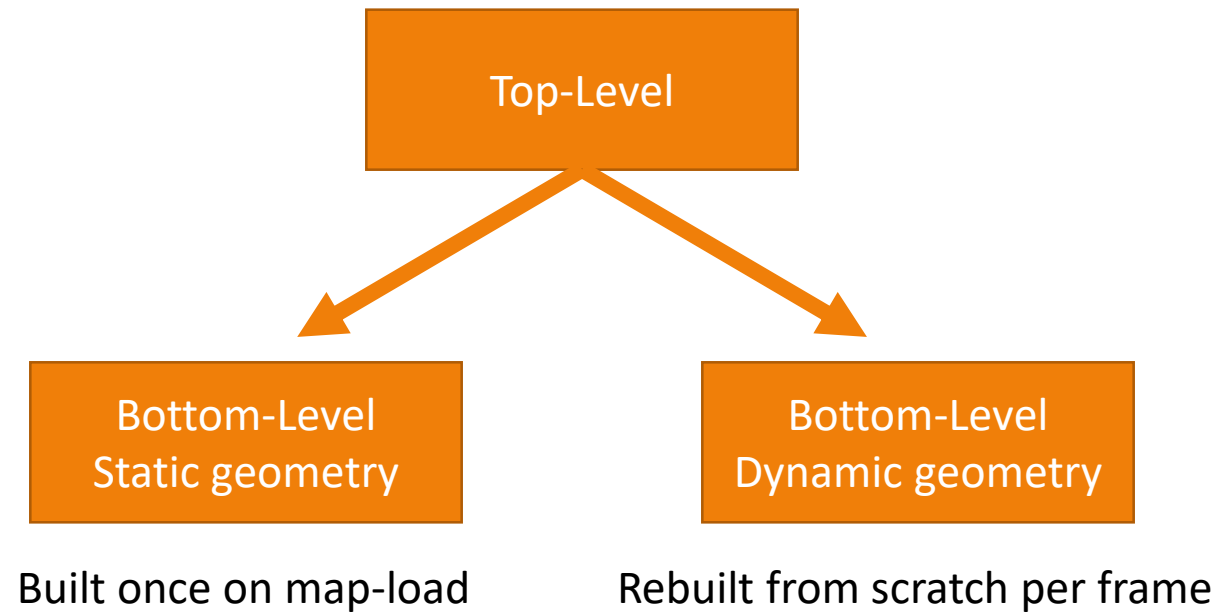 Top-Level
Bottom-Level
Static geometry
Bottom-Level
Dynamic geometry
Built once on map-load
Rebuilt from scratch per frame